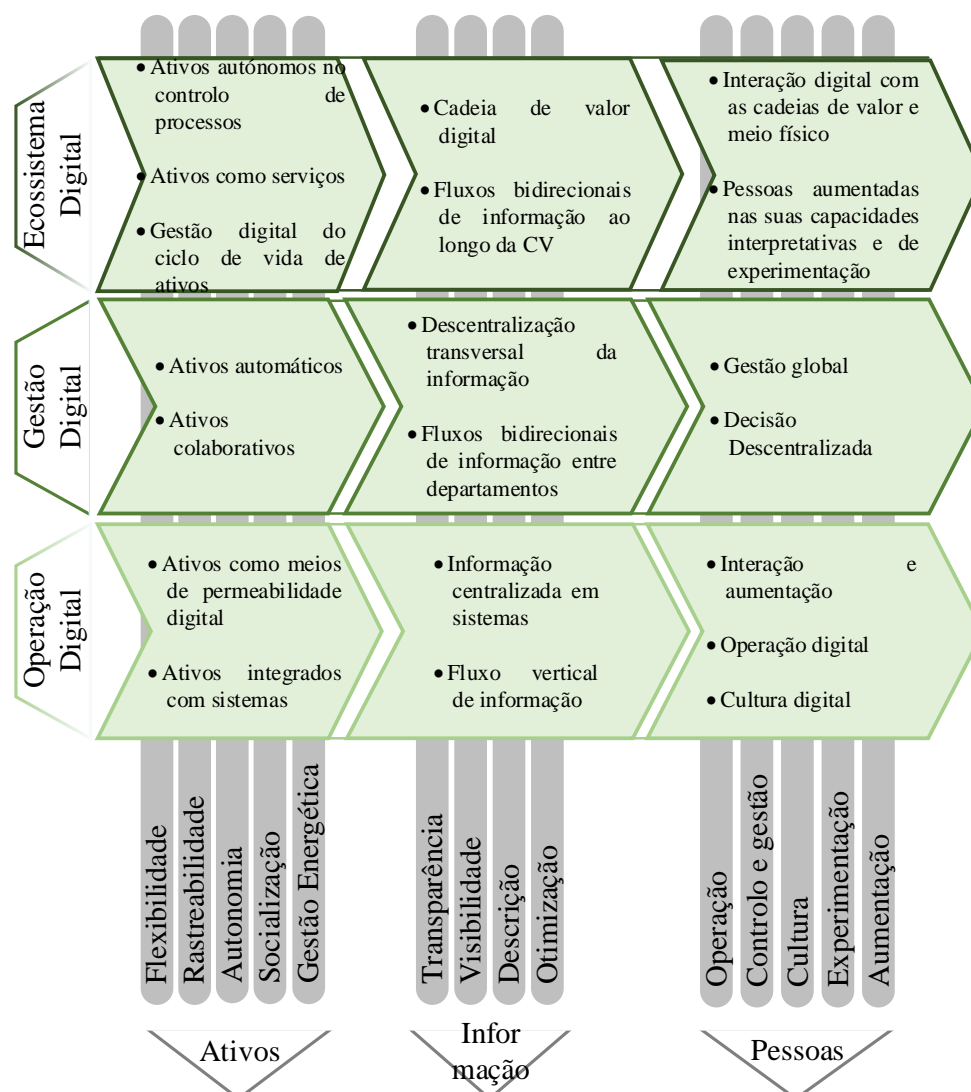 Ecossistema
Digital
• Ativos autónomos no
controlo de
processos
• Ativos como serviços
• Gestão digital do
ciclo de vida de
ativos
• Cadeia de valor
digital
• Fluxos bidirecionais
de informação ao
longo da CV
• Interação digital com
as cadeias de valor e
meio físico
• Pessoas aumentadas
nas suas capacidades
interpretativas e de
experimentação
Gestão
Digital
• Ativos automáticos
• Ativos
colaborativos
• Descentralização
transversal da
informação
• Fluxos bidirecionais
de informação entre
departamentos
• Gestão global
• Decisão
Descentralizada
Operação
Digital
• Ativos como meios
de permeabilidade
digital
• Ativos integrados
com sistemas
• Informação
centralizada em
sistemas
• Fluxo vertical
de informação
• Interação e
aumentação
• Operação digital
• Cultura digital
Flexibilidade
Rastreabilidade
Autonomia
Socialização
Gestão Energética
Transparência
Visibilidade
Descrição
Otimização
Operação
Controlo e gestão
Cultura
Experimentação
Aumentação
Ativos
Infor
mação
Pessoas